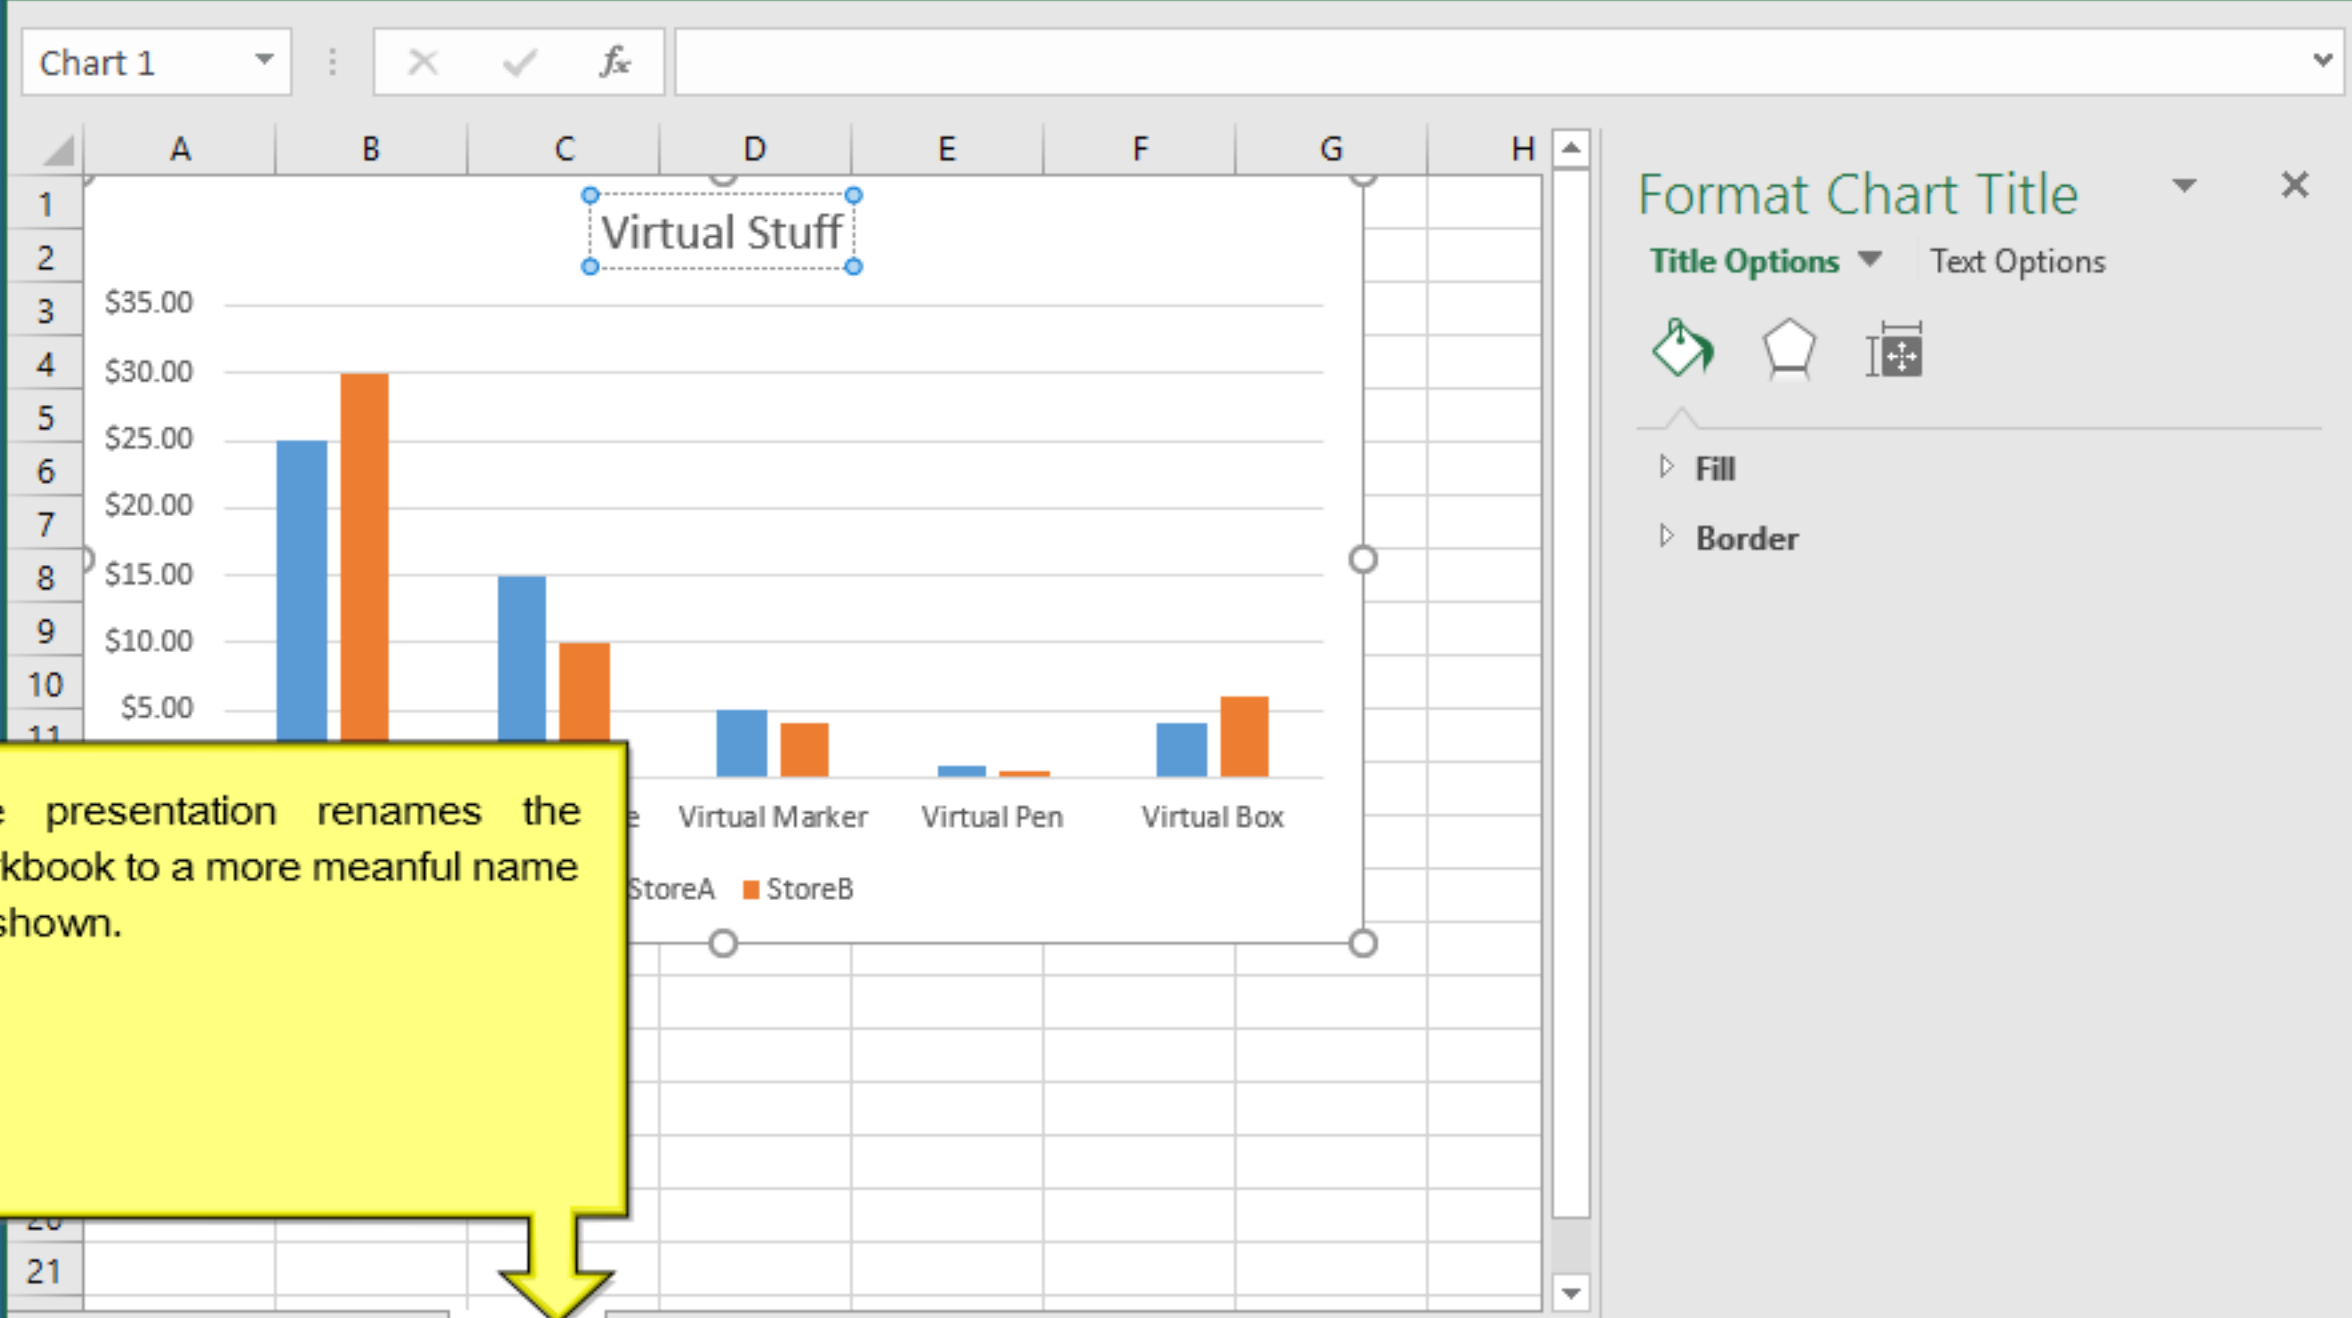 Chart 1
fx
A B C D E F G H
1
2
3
4
5
6
7
8
9
10
11
20
21
Virtual Stuff
$35.00
$30.00
$25.00
$20.00
$15.00
$10.00
$5.00
Virtual Marker Virtual Pen Virtual Box
StoreA StoreB
presentation renames the
to a more meanful name
shown.
Format Chart Title
Title Options Text Options
Fill
Border